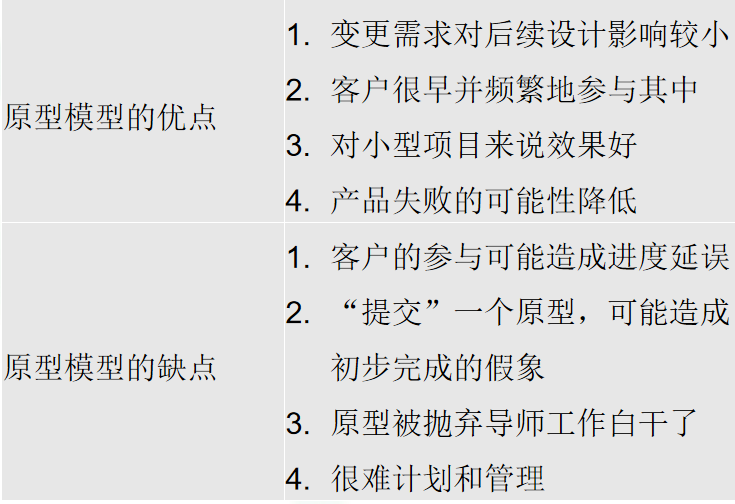 原型模型的优点
1. 变更需求对后续设计影响较小
2. 客户很早并频繁地参与其中
3. 对小型项目来说效果好
4. 产品失败的可能性降低
原型模型的缺点
1. 客户的参与可能造成进度延误
2. “提交”一个原型，可能造成
初步完成的假象
3. 原型被抛弃导师工作白干了
4. 很难计划和管理